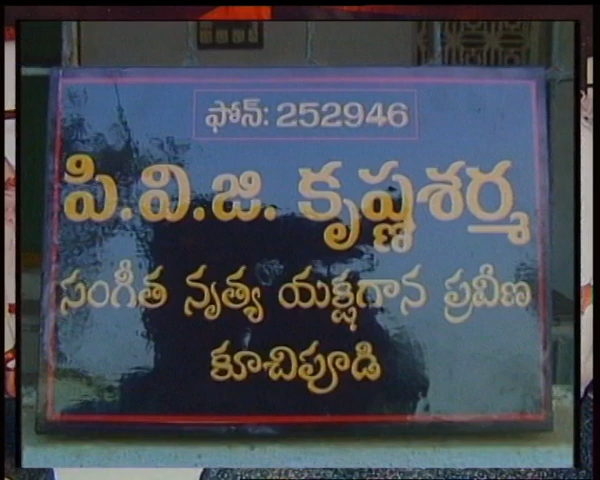 ఫోన్: 252946
పి.వి.జి. కృష్ణశర్మ
సంగీత నృత్య యక్షగాన ప్రవీణ
కూచిపూడి